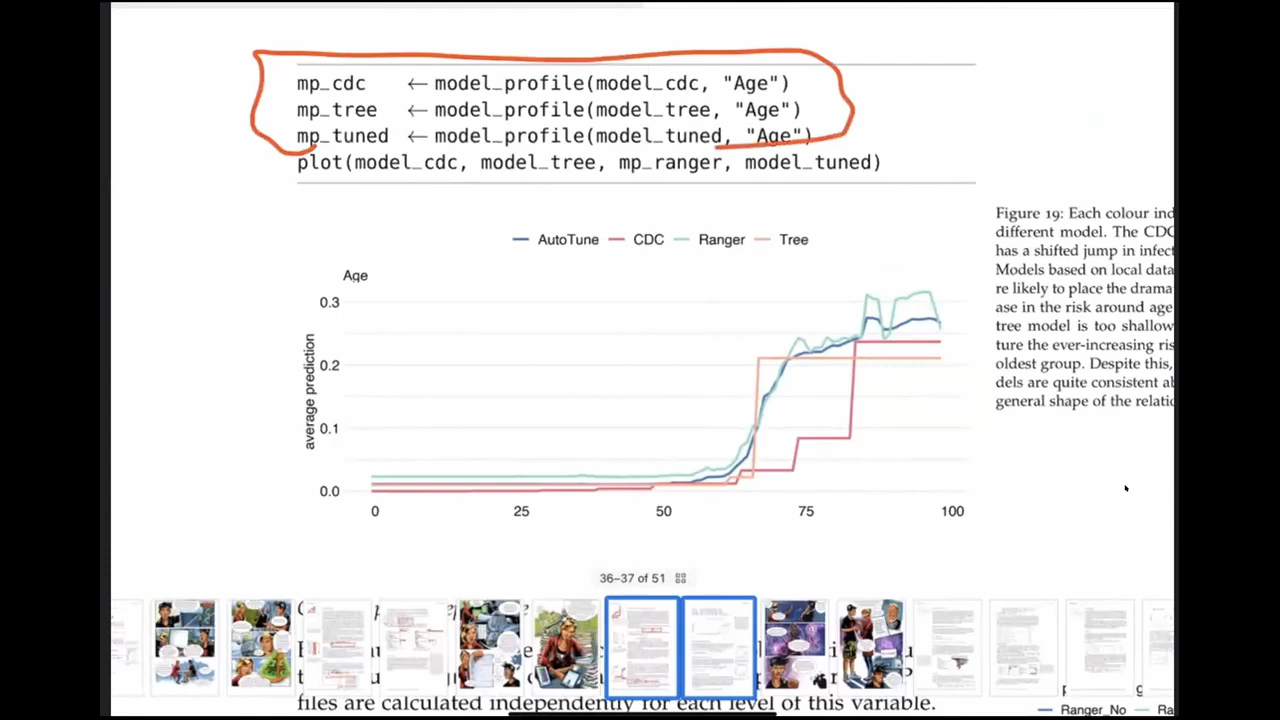 mp_cdc ← model_profile(model_cdc, "Age")
mp_tree ← model_profile(model_tree, "Age")
mp_tuned ← model_profile(model_tuned, "Age")
plot(model_cdc, model_tree, mp_ranger, model_tuned)
AutoTune CDC Ranger Tree
Age
average prediction
0.3
0.2
0.1
0.0
0 25 50 75 100
Figure 19: Each colour ind
different model. The CDC
has a shifted jump in infect
Models based on local data
re likely to place the drama
ase in the risk around age
tree model is too shallow
ture the ever-increasing ris
oldest group. Despite this,
dels are quite consistent ab
general shape of the relatio
36–37 of 51
files are calculated independently for each level of this variable.
Ranger_No Ra